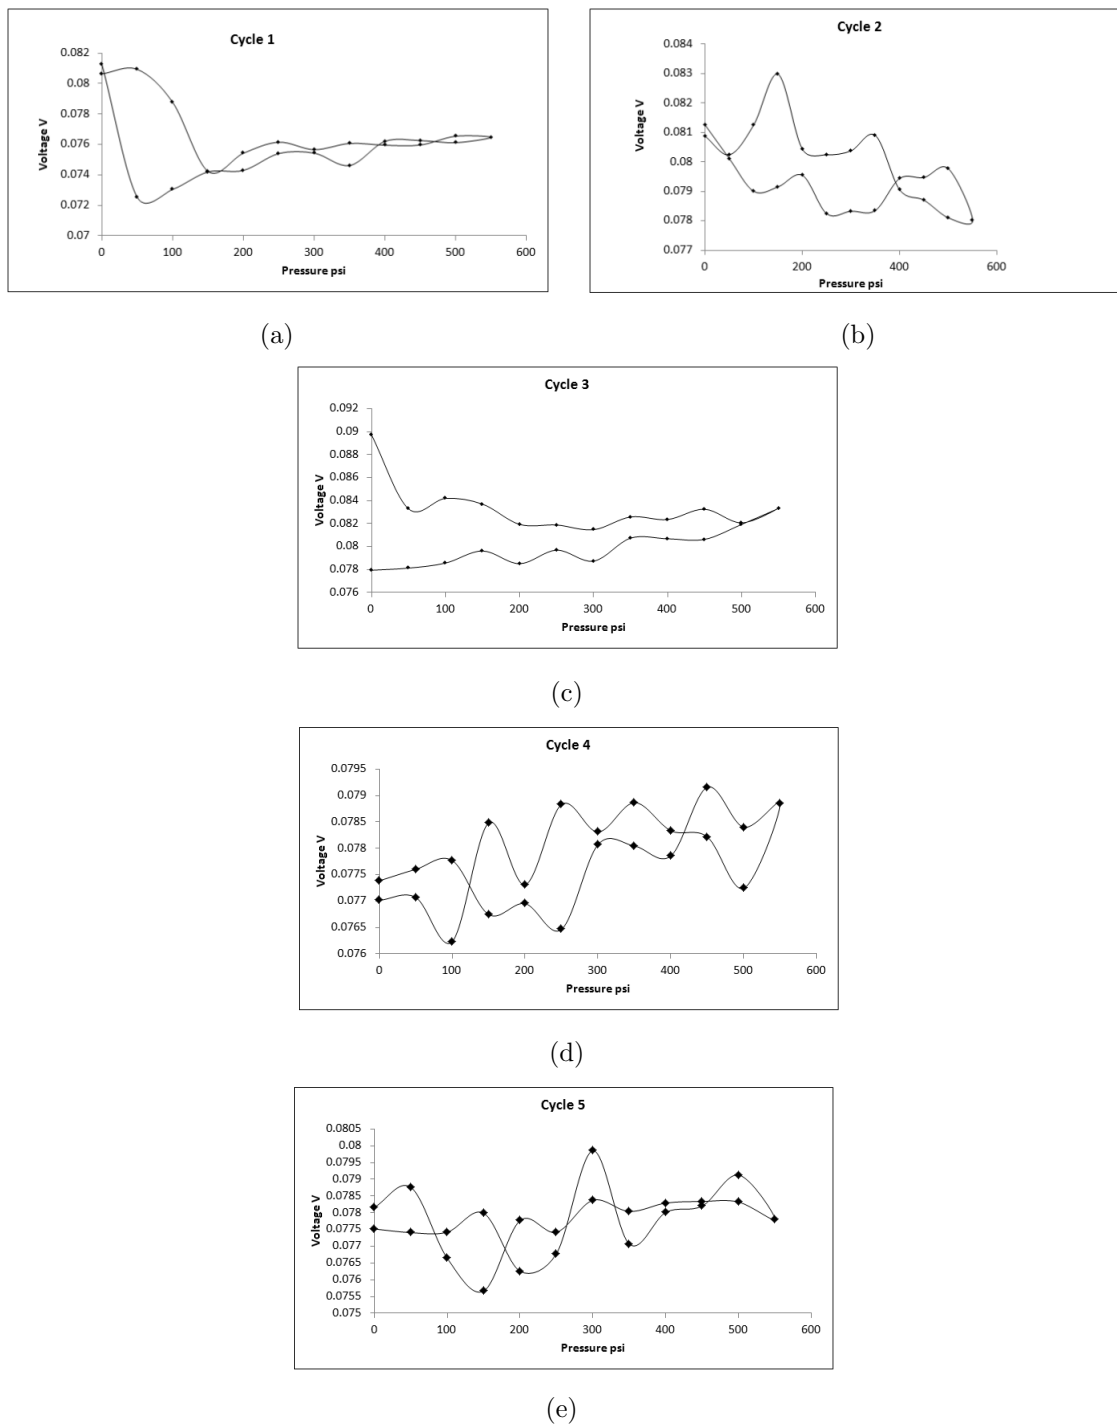 Cycle 1
0.082
0.08
0.078
0.076
0.074
0.072
0.07
Voltage V
0 100 200 300 400 500 600
Pressure psi
(a)
Cycle 2
0.084
0.083
0.082
0.081
0.08
0.079
0.078
0.077
Voltage V
0 200 400 600
Pressure psi
(b)
Cycle 3
0.092
0.09
0.088
0.086
0.084
0.082
0.08
0.078
0.076
Voltage V
0 100 200 300 400 500 600
Pressure psi
(c)
Cycle 4
0.0795
0.079
0.0785
0.078
0.0775
0.077
0.0765
0.076
Voltage V
0 100 200 300 400 500 600
Pressure psi
(d)
Cycle 5
0.0805
0.08
0.0795
0.079
0.0785
0.078
0.0775
0.077
0.0765
0.076
0.0755
0.075
Voltage V
0 100 200 300 400 500 600
Pressure psi
(e)